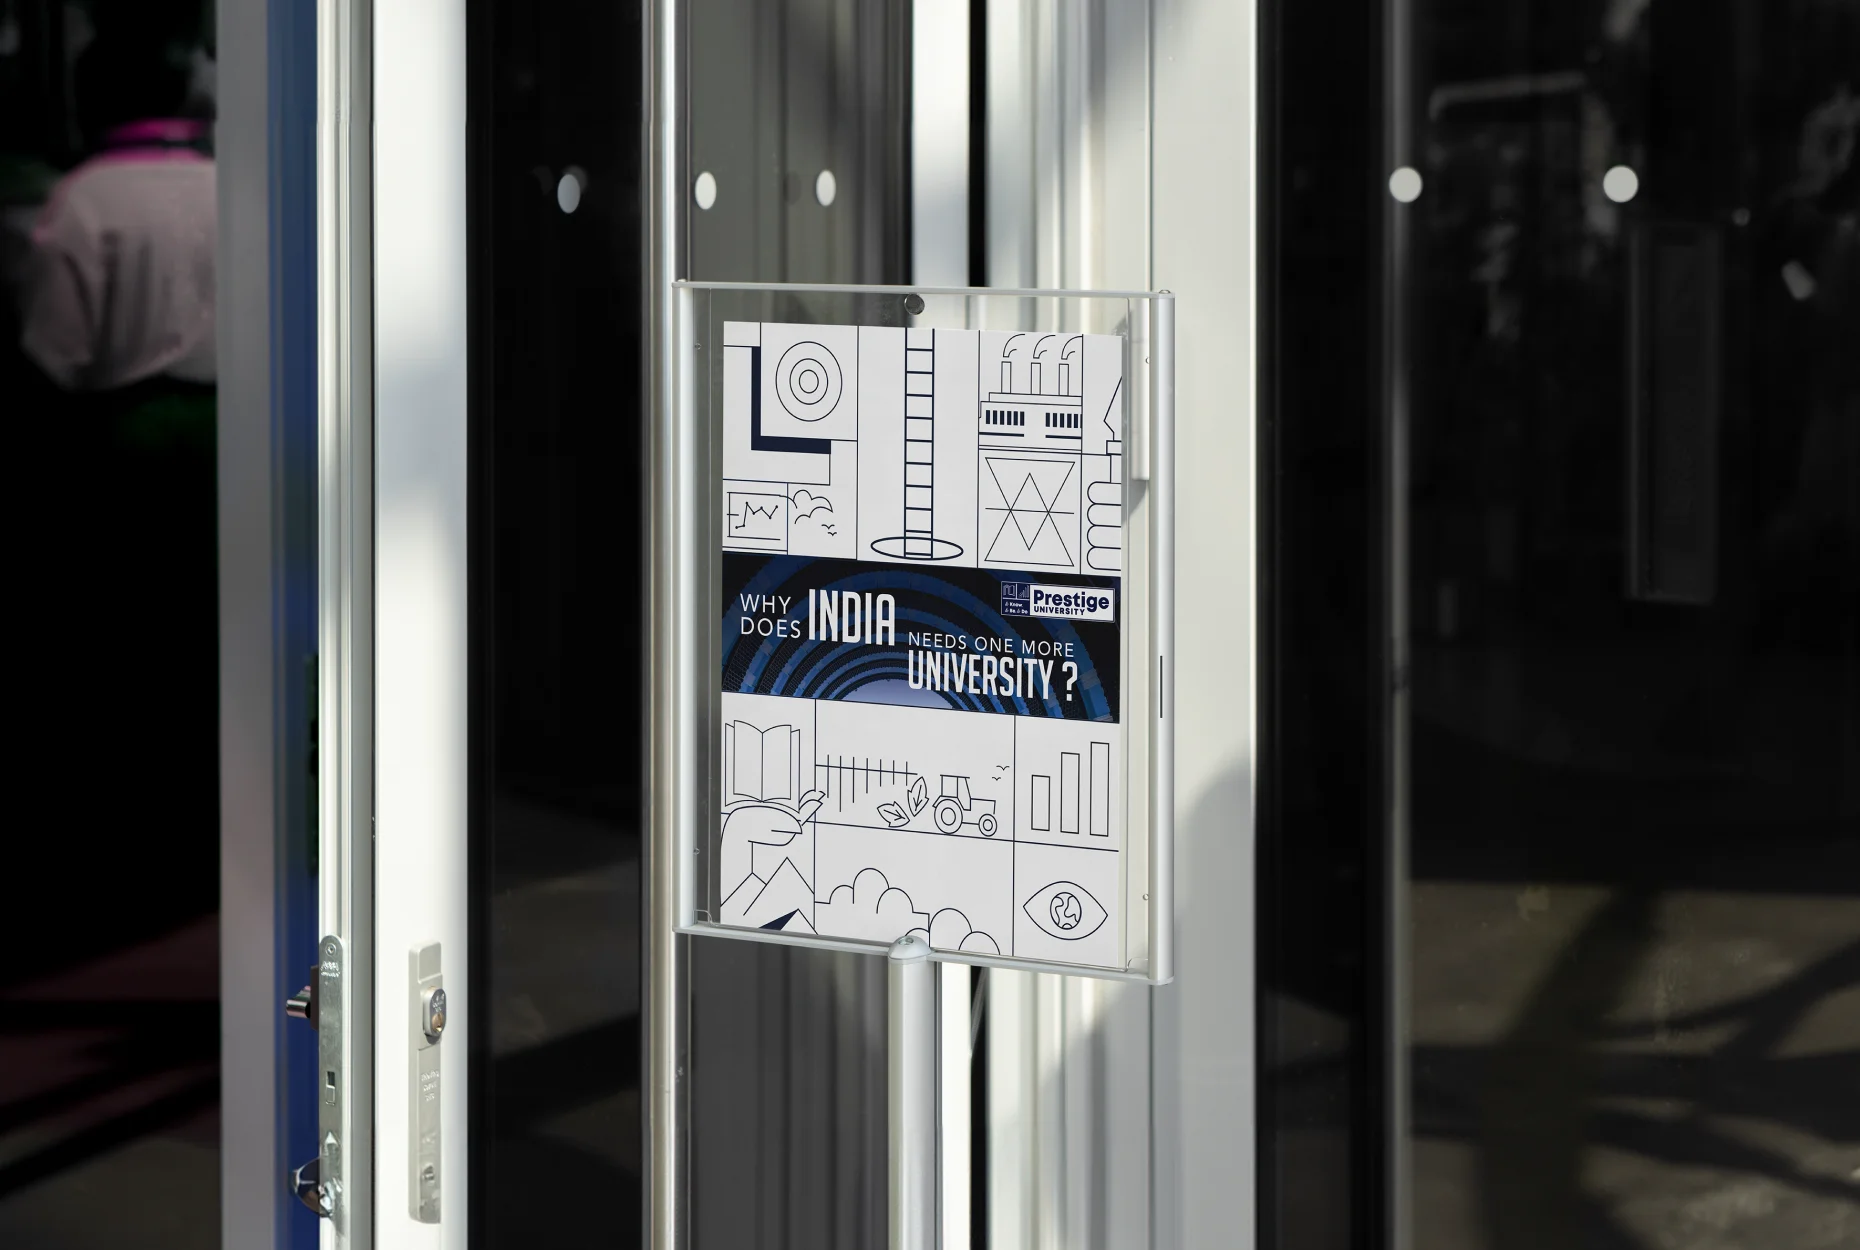 WHY
DOES INDIA
NEEDS ONE MORE
UNIVERSITY ?
Prestige
UNIVERSITY